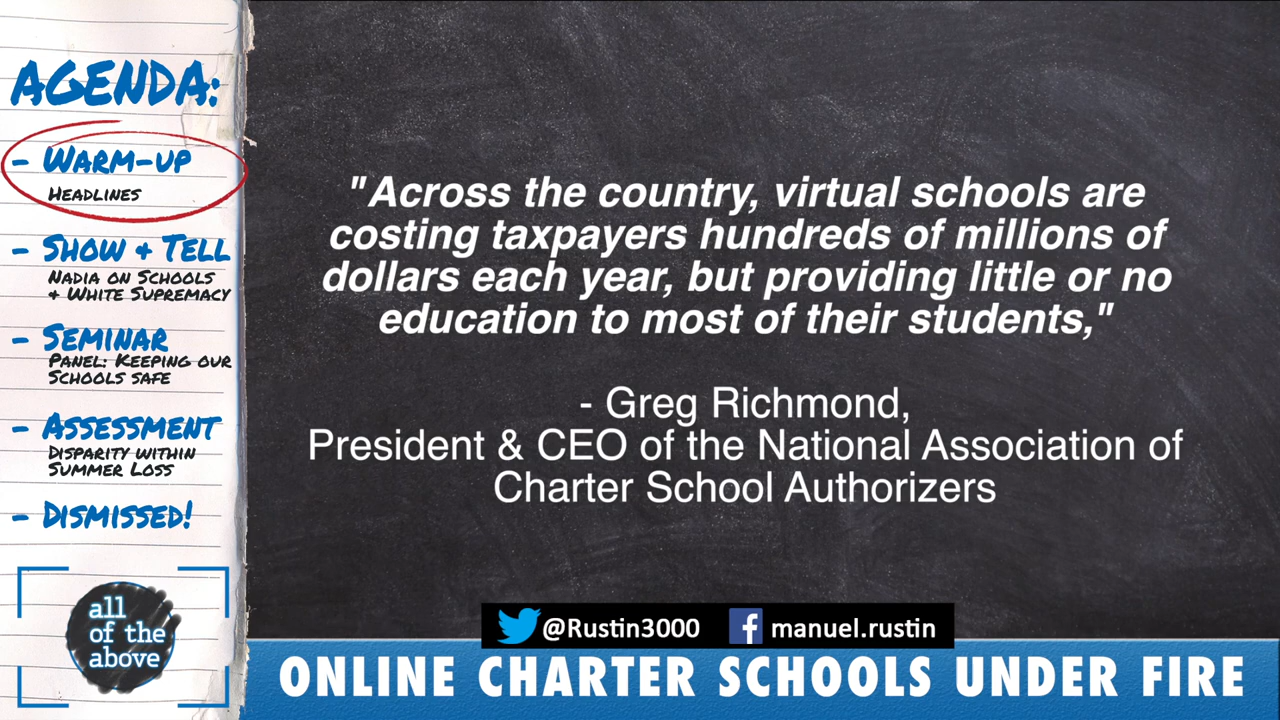 AGENDA:
- WARM-UP
HEADLINES
- SHOW + TELL
NADIA ON SCHOOLS
+ WHITE SUPREMACY
- SEMINAR
PANEL: KEEPING OUR
SCHOOLS SAFE
- ASSESSMENT
DISPARITY WITHIN
SUMMER LOSS
- DISMISSED!
all
of the
above
"Across the country, virtual schools are
costing taxpayers hundreds of millions of
dollars each year, but providing little or no
education to most of their students,"
- Greg Richmond,
President & CEO of the National Association of
Charter School Authorizers
@Rustin3000 manuel.rustin
ONLINE CHARTER SCHOOLS UNDER FIRE